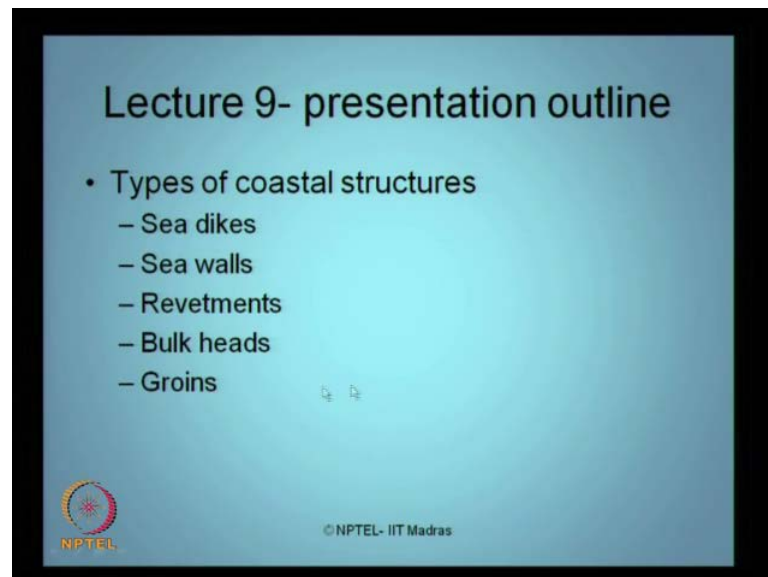 Lecture 9- presentation outline
• Types of coastal structures
– Sea dikes
– Sea walls
– Revetments
– Bulk heads
– Groins
NPTEL
© NPTEL- IIT Madras